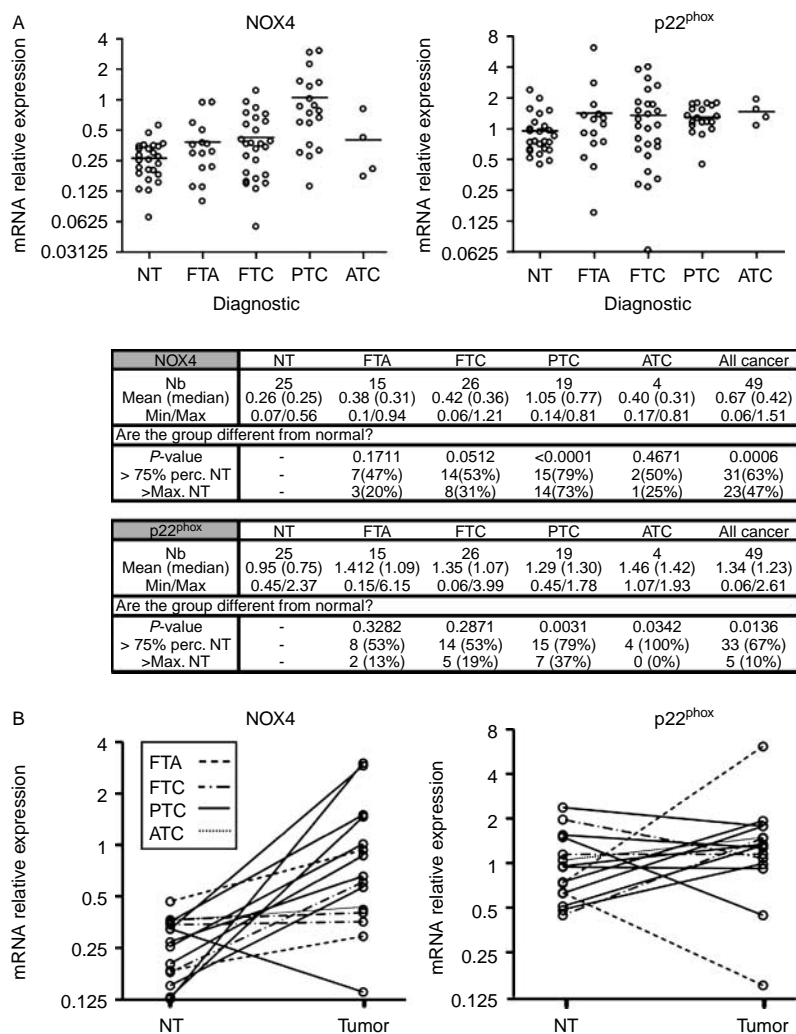 A
NOX4
p22phox
mRNA relative expression
4
2
1
0.5
0.25
0.125
0.0625
0.03125
NT FTA FTC PTC ATC
Diagnostic
mRNA relative expression
8
4
2
1
0.5
0.25
0.125
0.0625
NT FTA FTC PTC ATC
Diagnostic
NOX4 NT FTA FTC PTC ATC All cancer
Nb 25 15 26 19 4 49
Mean (median) 0.26 (0.25) 0.38 (0.31) 0.42 (0.36) 1.05 (0.77) 0.40 (0.31) 0.67 (0.42)
Min/Max 0.07/0.56 0.1/0.94 0.06/1.21 0.14/0.81 0.17/0.81 0.06/1.51
Are the group different from normal?
P-value - 0.1711 0.0512 <0.0001 0.4671 0.0006
> 75% perc. NT - 7(47%) 14(53%) 15(79%) 2(50%) 31(63%)
>Max. NT - 3(20%) 8(31%) 14(73%) 1(25%) 23(47%)
p22phox NT FTA FTC PTC ATC All cancer
Nb 25 15 26 19 4 49
Mean (median) 0.95 (0.75) 1.412 (1.09) 1.35 (1.07) 1.29 (1.30) 1.46 (1.42) 1.34 (1.23)
Min/Max 0.45/2.37 0.15/6.15 0.06/3.99 0.45/1.78 1.07/1.93 0.06/2.61
Are the group different from normal?
P-value - 0.3282 0.2871 0.0031 0.0342 0.0136
> 75% perc. NT - 8 (53%) 14 (53%) 15 (79%) 4 (100%) 33 (67%)
>Max. NT - 2 (13%) 5 (19%) 7 (37%) 0 (0%) 5 (10%)
B
NOX4
p22phox
mRNA relative expression
4
2
1
0.5
0.25
0.125
FTA
FTC
PTC
ATC
NT Tumor
mRNA relative expression
8
4
2
1
0.5
0.25
0.125
NT Tumor